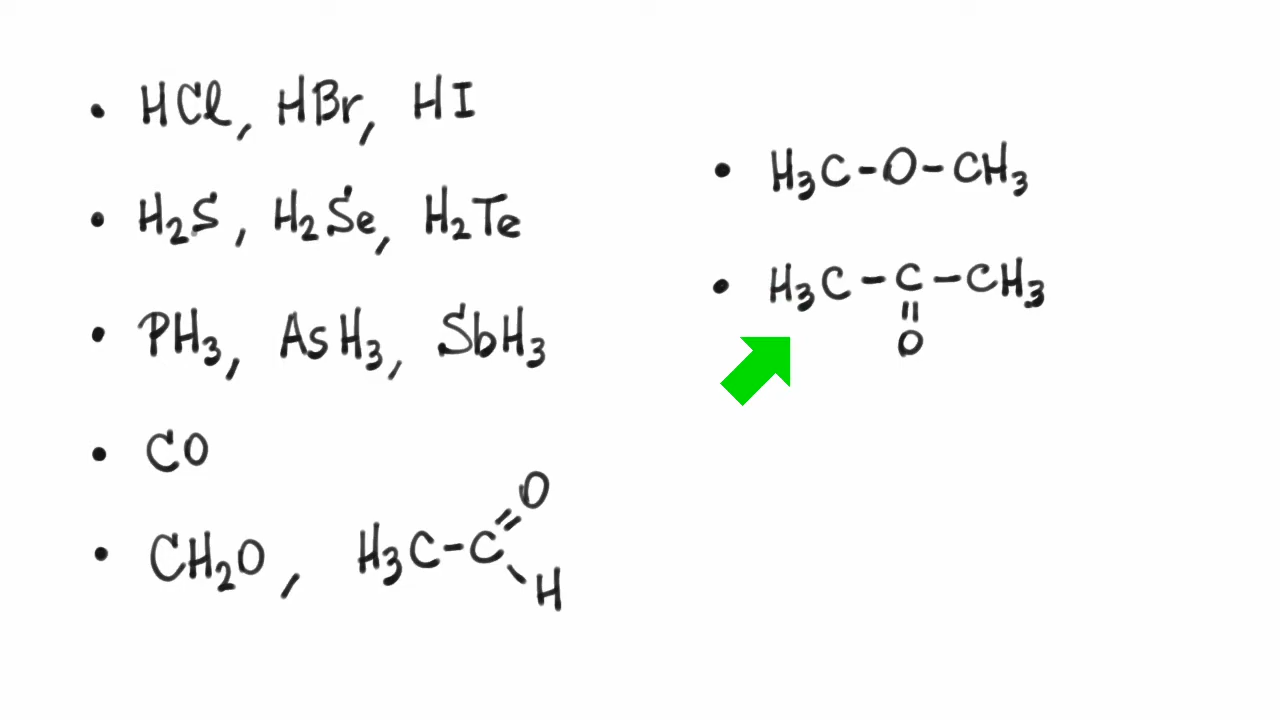 • HCl, HBr, HI
• H₂S, H₂Se, H₂Te
• PH₃, AsH₃, SbH₃
• CO
• CH₂O, H₃C-C
O
=
H
• H₃C-O-CH₃
• H₃C-C-CH₃
=
O